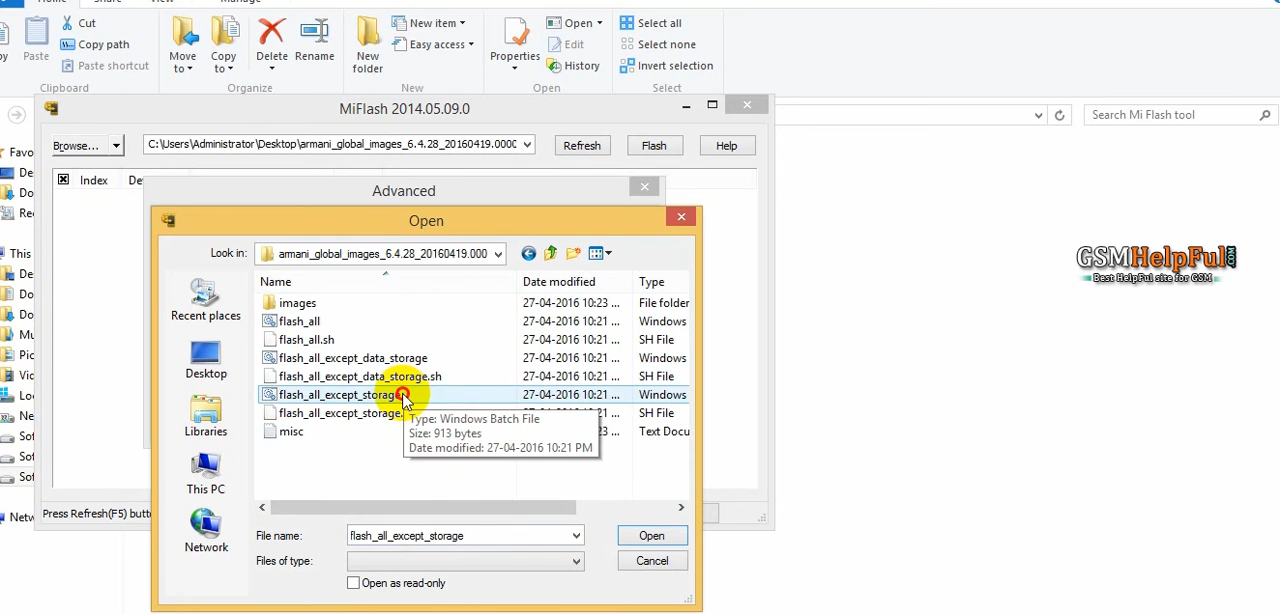 Home Share View Manage
Cut
Copy path
Paste
Paste shortcut
Clipboard
Move to
Copy to
Delete
Rename
Organize
New folder
New item
Easy access
New
Properties
Open
Edit
History
Open
Select all
Select none
Invert selection
Select
MiFlash 2014.05.09.0
Search Mi Flash tool
Browse...
C:\Users\Administrator\Desktop\armani_global_images_6.4.28_20160419.000C
Refresh
Flash
Help
Index
Advanced
Open
Look in:
armani_global_images_6.4.28_20160419.000
Name Date modified Type
images 27-04-2016 10:23 ... File folder
flash_all 27-04-2016 10:21 ... Windows
flash_all.sh 27-04-2016 10:21 ... SH File
flash_all_except_data_storage 27-04-2016 10:21 ... Windows
flash_all_except_data_storage.sh 27-04-2016 10:21 ... SH File
flash_all_except_storage 27-04-2016 10:21 ... Windows
flash_all_except_storage. SH File
misc Text Docu
Type: Windows Batch File
Size: 913 bytes
Date modified: 27-04-2016 10:21 PM
Recent places
Desktop
Libraries
This PC
Network
File name: flash_all_except_storage
Open
Files of type:
Cancel
Open as read-only
Press Refresh(F5) butt
Favo
This
GSMHelpFul.COM
Best HelpFul site for GSM